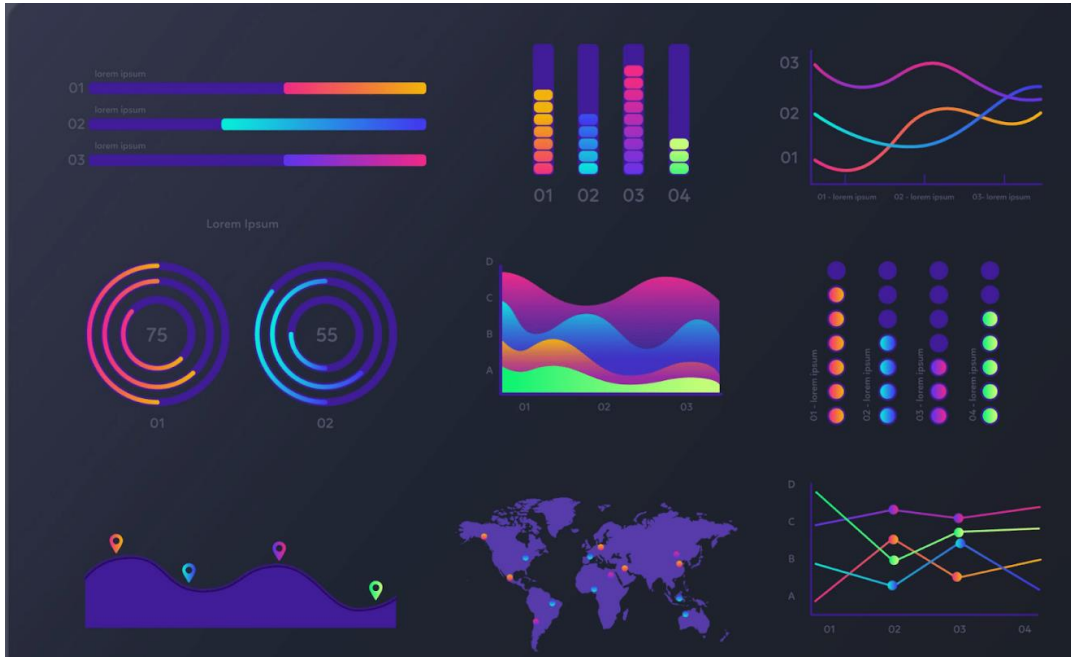 lorem ipsum
01
lorem ipsum
02
lorem ipsum
03
01 02 03 04
03
02
01
01 - lorem ipsum 02 - lorem ipsum 03- lorem ipsum
Lorem Ipsum
75
01
55
02
D
C
B
A
01 02 03
01 - lorem ipsum
02 - lorem ipsum
03 - lorem ipsum
04 - lorem ipsum
D
C
B
A
01 02 03 04